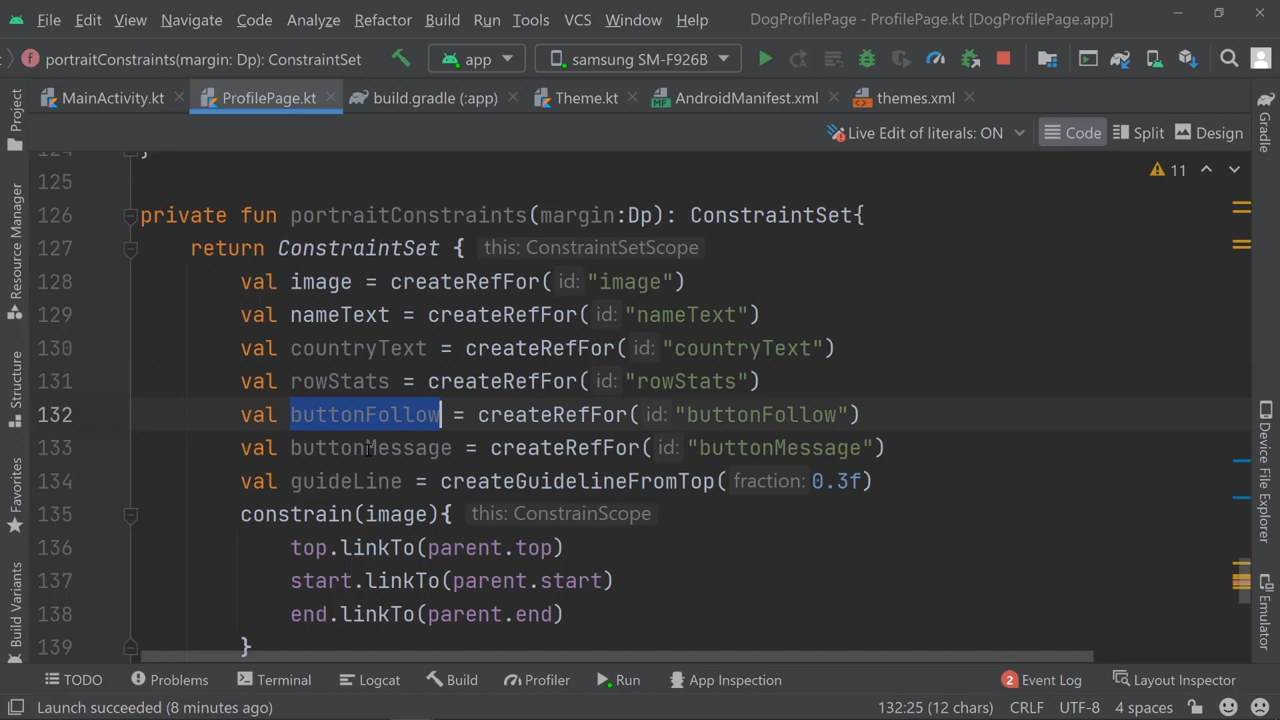 File Edit View Navigate Code Analyze Refactor Build Run Tools VCS Window Help DogProfilePage - ProfilePage.kt [DogProfilePage.app]
portraitConstraints(margin: Dp): ConstraintSet app samsung SM-F926B
MainActivity.kt ProfilePage.kt build.gradle (:app) Theme.kt AndroidManifest.xml themes.xml
Live Edit of literals: ON Code Split Design
11
125
126 private fun portraitConstraints(margin:Dp): ConstraintSet{
127 return ConstraintSet { this: ConstraintSetScope
128 val image = createRefFor( id: "image")
129 val nameText = createRefFor( id: "nameText")
130 val countryText = createRefFor( id: "countryText")
131 val rowStats = createRefFor( id: "rowStats")
132 val buttonFollow = createRefFor( id: "buttonFollow")
133 val buttonMessage = createRefFor( id: "buttonMessage")
134 val guideLine = createGuidelineFromTop( fraction: 0.3f)
135 constrain(image){ this: ConstrainScope
136 top.linkTo(parent.top)
137 start.linkTo(parent.start)
138 end.linkTo(parent.end)
139 }
Project
Resource Manager
Structure
Favorites
Build Variants
Gradle
Device File Explorer
Emulator
TODO Problems Terminal Logcat Build Profiler Run App Inspection 2 Event Log Layout Inspector
Launch succeeded (8 minutes ago) 132:25 (12 chars) CRLF UTF-8 4 spaces